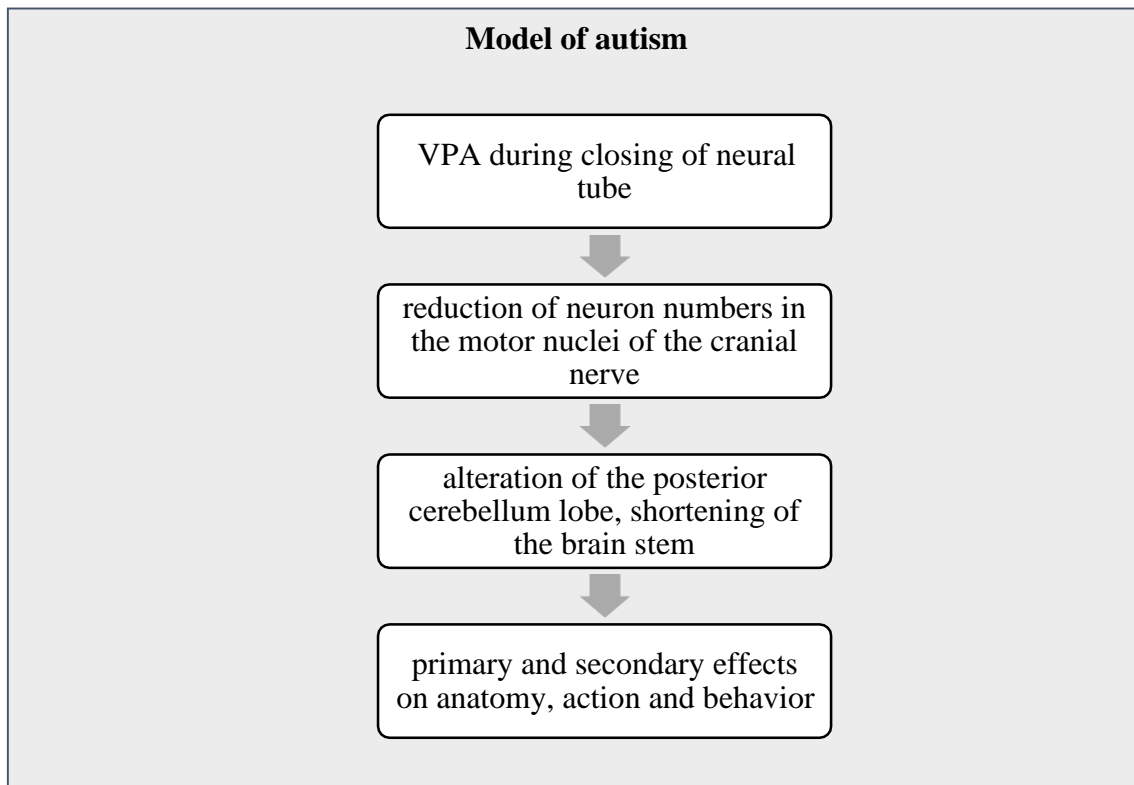 Model of autism
VPA during closing of neural
tube
reduction of neuron numbers in
the motor nuclei of the cranial
nerve
alteration of the posterior
cerebellum lobe, shortening of
the brain stem
primary and secondary effects
on anatomy, action and behavior